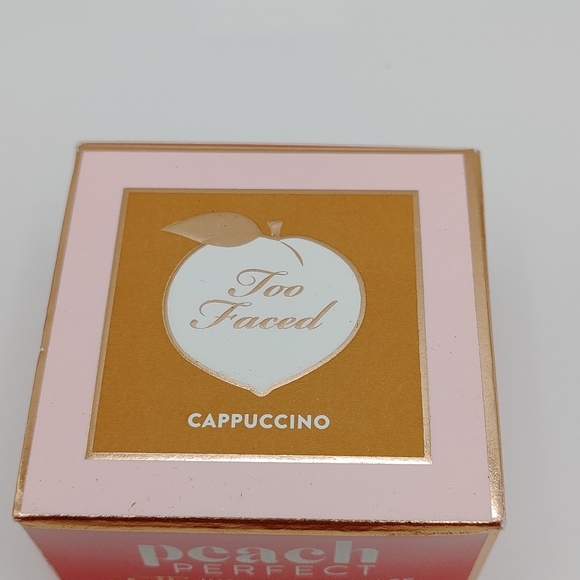 Too
Faced
CAPPUCCINO
peach
PERFECT